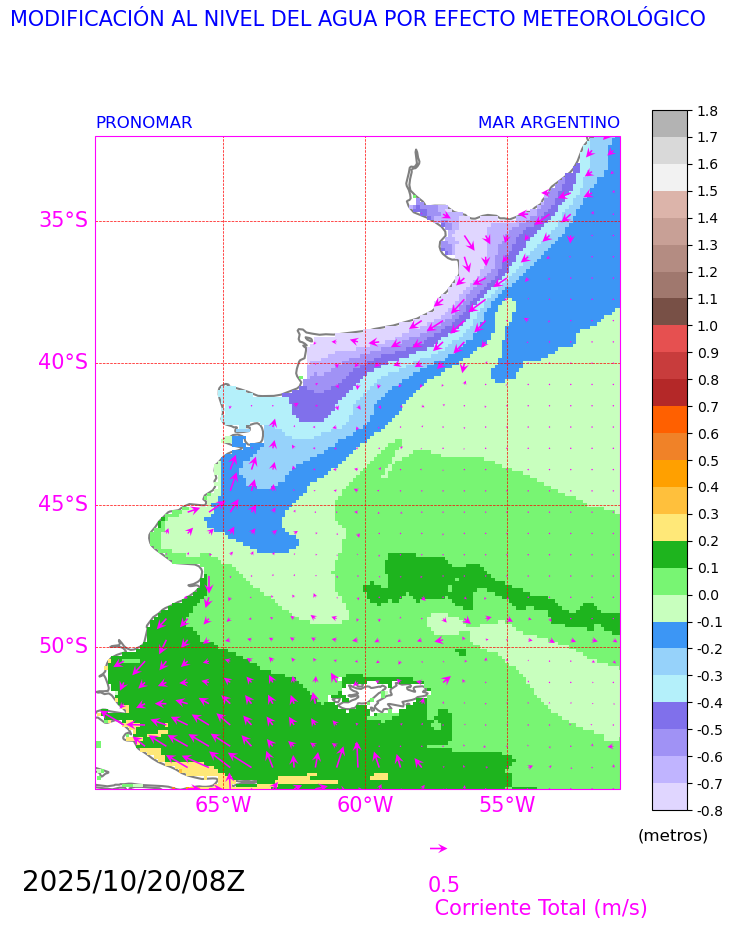 MODIFICACIÓN AL NIVEL DEL AGUA POR EFECTO METEOROLÓGICO
PRONOMAR MAR ARGENTINO
1.8
1.7
1.6
1.5
1.4
1.3
1.2
1.1
1.0
0.9
0.8
0.7
0.6
0.5
0.4
0.3
0.2
0.1
0.0
-0.1
-0.2
-0.3
-0.4
-0.5
-0.6
-0.7
-0.8
(metros)
35°S
40°S
45°S
50°S
65°W 60°W 55°W
2025/10/20/08Z
0.5
Corriente Total (m/s)